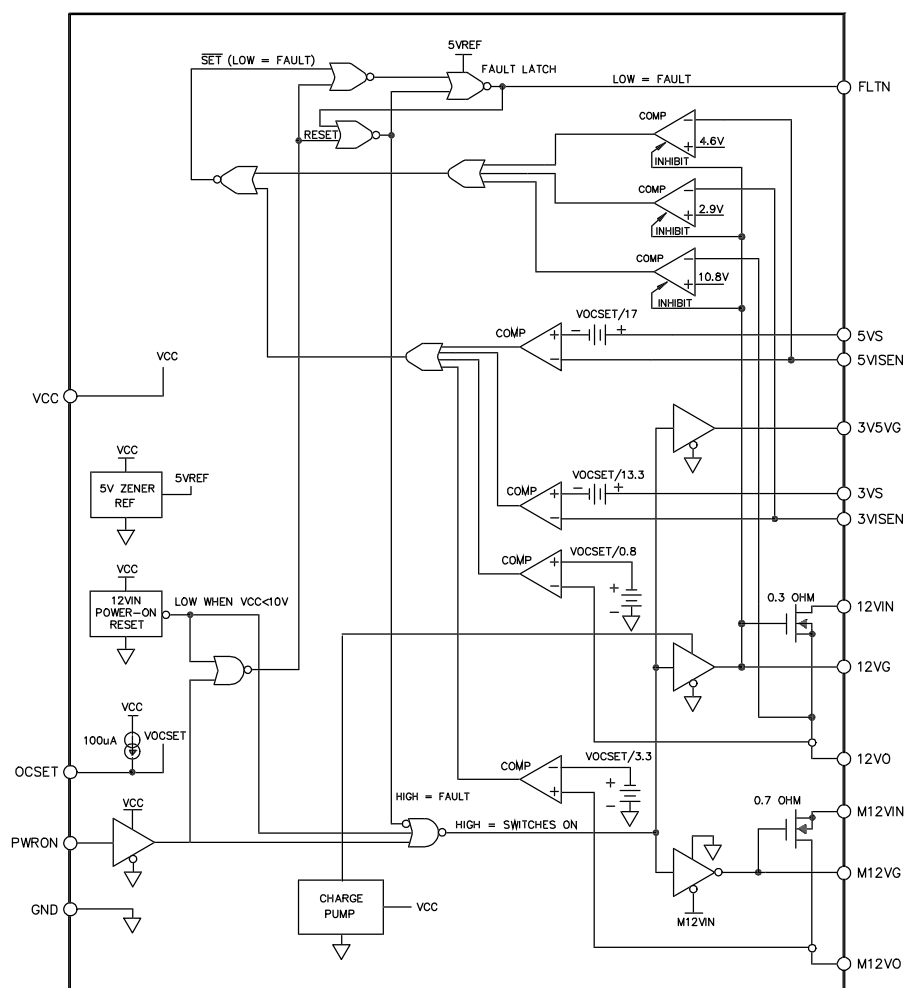 5VREF
SET (LOW = FAULT)
FAULT LATCH
LOW = FAULT
FLTN
RESET
COMP
4.6V
INHIBIT
COMP
2.9V
INHIBIT
COMP
10.8V
INHIBIT
VOCSET/17
COMP
5VS
5VISEN
VCC
VCC
3V5VG
VCC
5V ZENER
REF
5VREF
VOCSET/13.3
COMP
3VS
3VISEN
VCC
12VIN
POWER-ON
RESET
LOW WHEN VCC<10V
VOCSET/0.8
COMP
0.3 OHM
12VIN
12VG
VCC
100uA
VOCSET
OCSET
VOCSET/3.3
COMP
12VO
HIGH = FAULT
HIGH = SWITCHES ON
0.7 OHM
M12VIN
VCC
PWRON
M12VG
GND
CHARGE
PUMP
VCC
M12VIN
M12VO